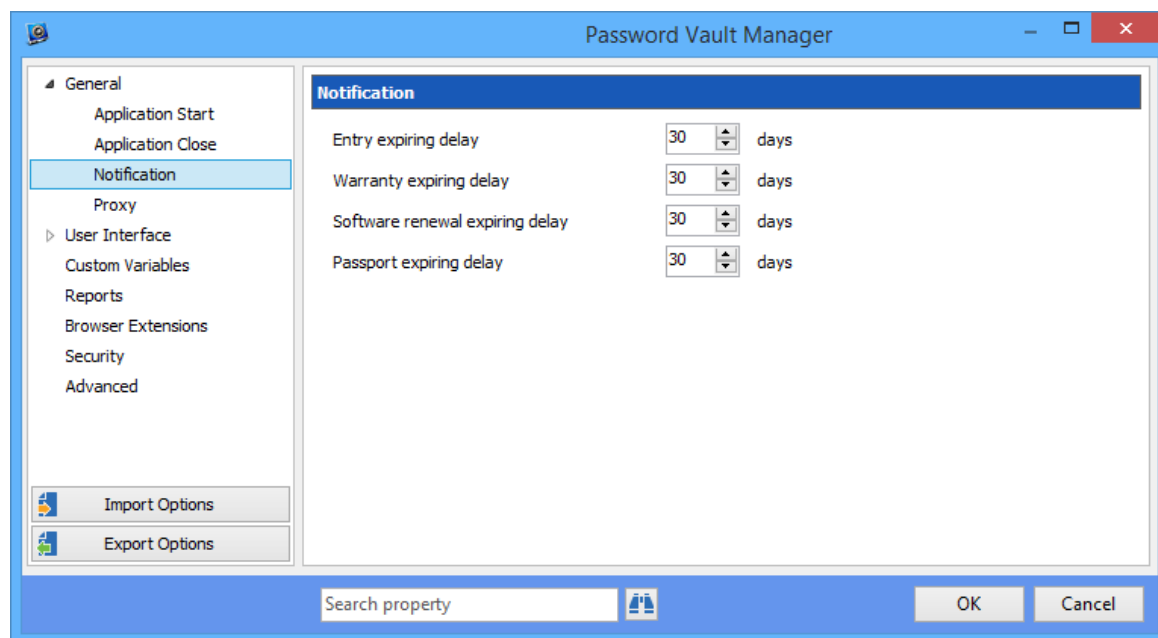 Password Vault Manager
General
Application Start
Application Close
Notification
Proxy
User Interface
Custom Variables
Reports
Browser Extensions
Security
Advanced
Import Options
Export Options
Notification
Entry expiring delay 30 days
Warranty expiring delay 30 days
Software renewal expiring delay 30 days
Passport expiring delay 30 days
Search property
OK Cancel